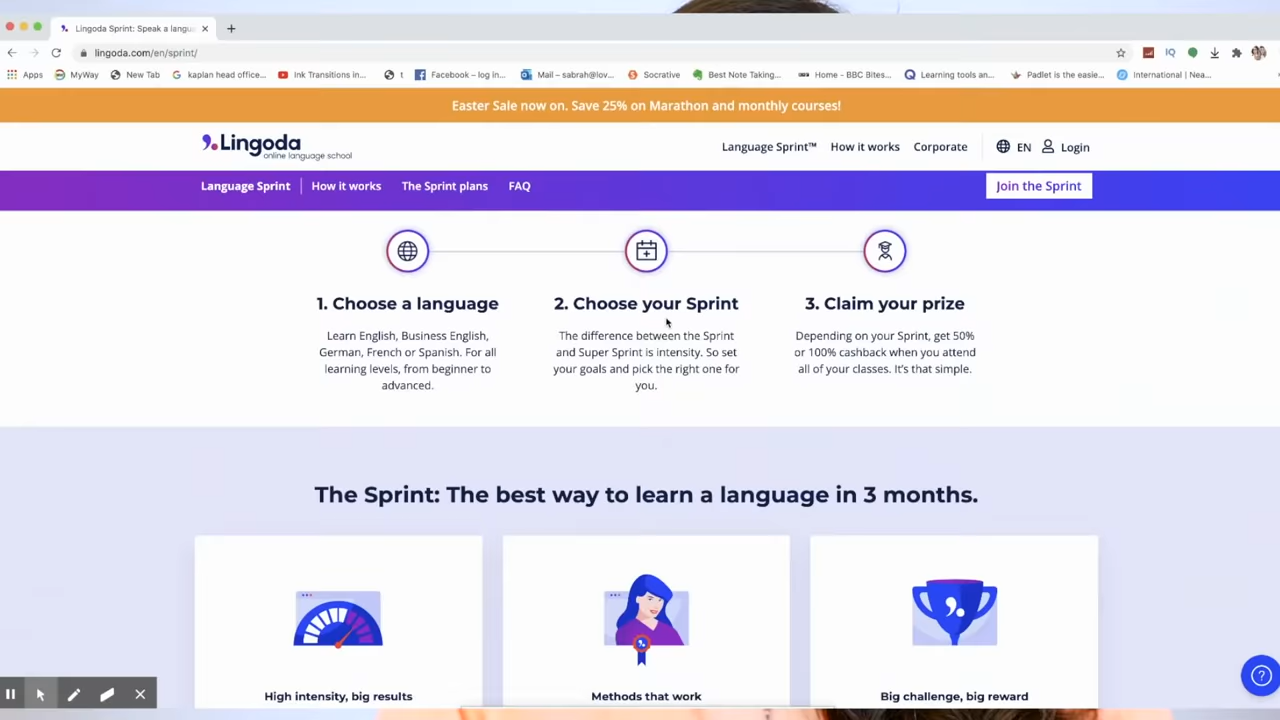 Lingoda Sprint: Speak a langu
lingoda.com/en/sprint/
Apps MyWay New Tab kaplan head office... Ink Transitions in... t Facebook – log in... Mail – sabrah@lov... Socrative Best Note Taking... Home - BBC Bites... Learning tools an... Padlet is the easie... International | Nea...
Easter Sale now on. Save 25% on Marathon and monthly courses!
Lingoda
online language school
Language Sprint™ How it works Corporate EN Login
Language Sprint How it works The Sprint plans FAQ Join the Sprint
1. Choose a language
Learn English, Business English,
German, French or Spanish. For all
learning levels, from beginner to
advanced.
2. Choose your Sprint
The difference between the Sprint
and Super Sprint is intensity. So set
your goals and pick the right one for
you.
3. Claim your prize
Depending on your Sprint, get 50%
or 100% cashback when you attend
all of your classes. It's that simple.
The Sprint: The best way to learn a language in 3 months.
High intensity, big results
Methods that work
Big challenge, big reward